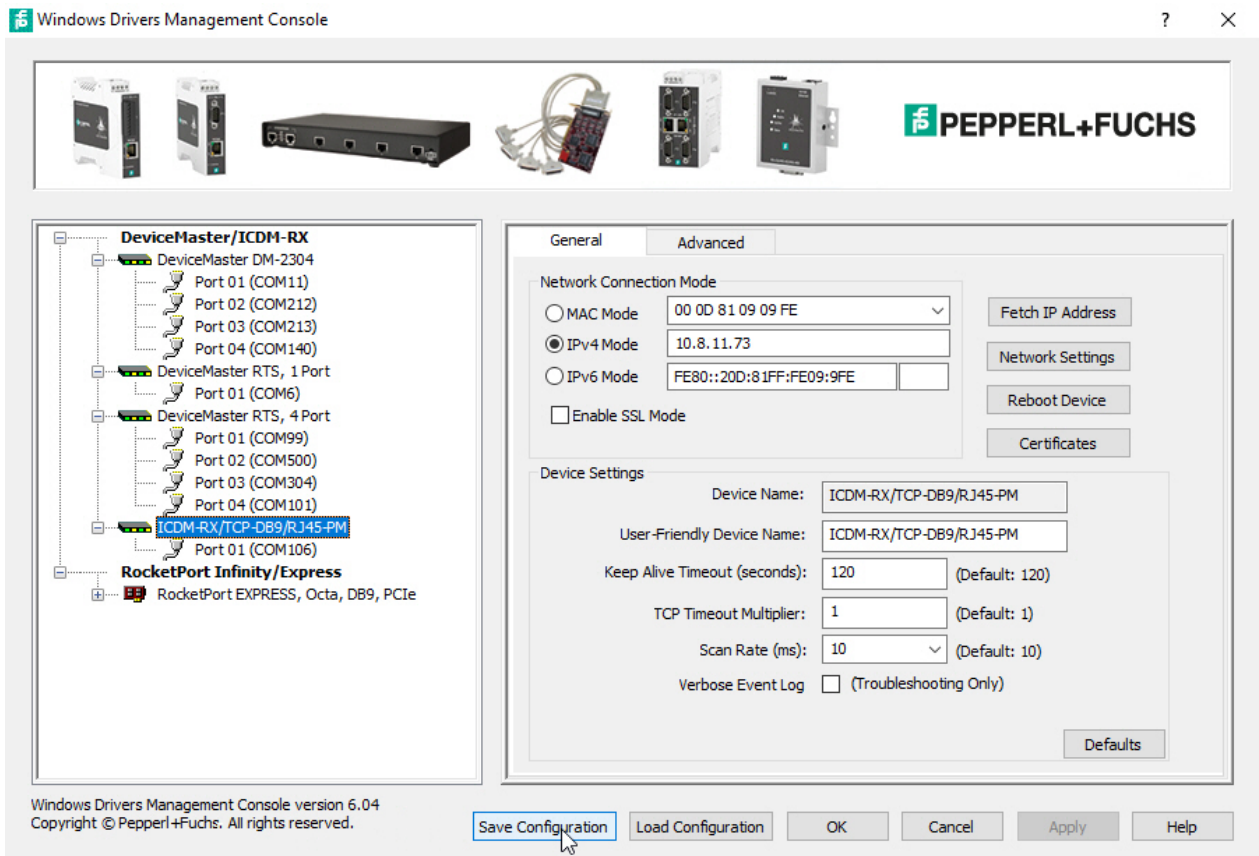 Windows Drivers Management Console
PEPPERL+FUCHS
DeviceMaster/ICDM-RX
DeviceMaster DM-2304
Port 01 (COM11)
Port 02 (COM212)
Port 03 (COM213)
Port 04 (COM140)
DeviceMaster RTS, 1 Port
Port 01 (COM6)
DeviceMaster RTS, 4 Port
Port 01 (COM99)
Port 02 (COM500)
Port 03 (COM304)
Port 04 (COM101)
ICDM-RX/TCP-DB9/RJ45-PM
Port 01 (COM106)
RocketPort Infinity/Express
RocketPort EXPRESS, Octa, DB9, PCIe
General
Advanced
Network Connection Mode
MAC Mode 00 0D 81 09 09 FE
IPv4 Mode 10.8.11.73
IPv6 Mode FE80::20D:81FF:FE09:9FE
Enable SSL Mode
Fetch IP Address
Network Settings
Reboot Device
Certificates
Device Settings
Device Name: ICDM-RX/TCP-DB9/RJ45-PM
User-Friendly Device Name: ICDM-RX/TCP-DB9/RJ45-PM
Keep Alive Timeout (seconds): 120 (Default: 120)
TCP Timeout Multiplier: 1 (Default: 1)
Scan Rate (ms): 10 (Default: 10)
Verbose Event Log (Troubleshooting Only)
Defaults
Windows Drivers Management Console version 6.04
Copyright © Pepperl+Fuchs. All rights reserved.
Save Configuration Load Configuration OK Cancel Apply Help